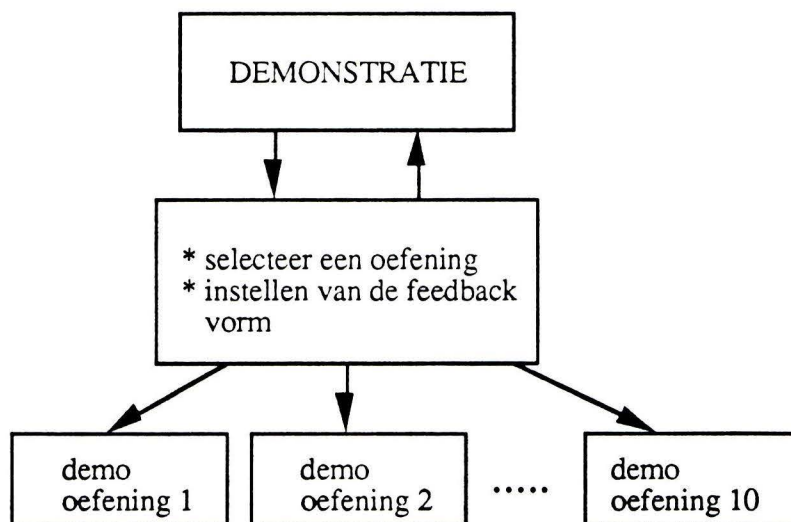 DEMONSTRATIE
* selecteer een oefening
* instellen van de feedback
vorm
demo
oefening 1
demo
oefening 2
.....
demo
oefening 10